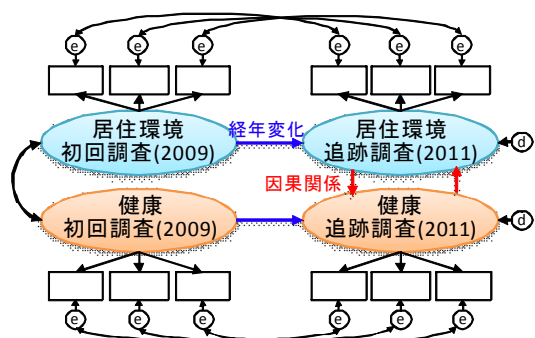 e e e e e e
居住環境
初回調査(2009)
経年変化
居住環境
追跡調査(2011)
d
因果関係
健康
初回調査(2009)
健康
追跡調査(2011)
d
e e e e e e